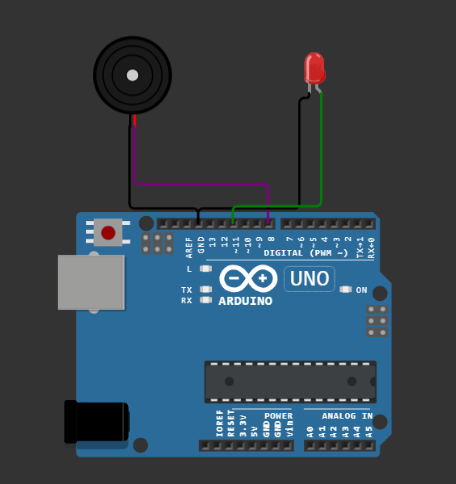 AREF
GND
13
12
~11
~10
~9
8
7
~6
~5
4
~3
2
TX→1
RX←0
DIGITAL (PWM ~)
L
UNO
TX
RX
ON
ARDUINO
IOREF
RESET
3.3V
5V
GND
GND
Vin
POWER
ANALOG IN
A0
A1
A2
A3
A4
A5